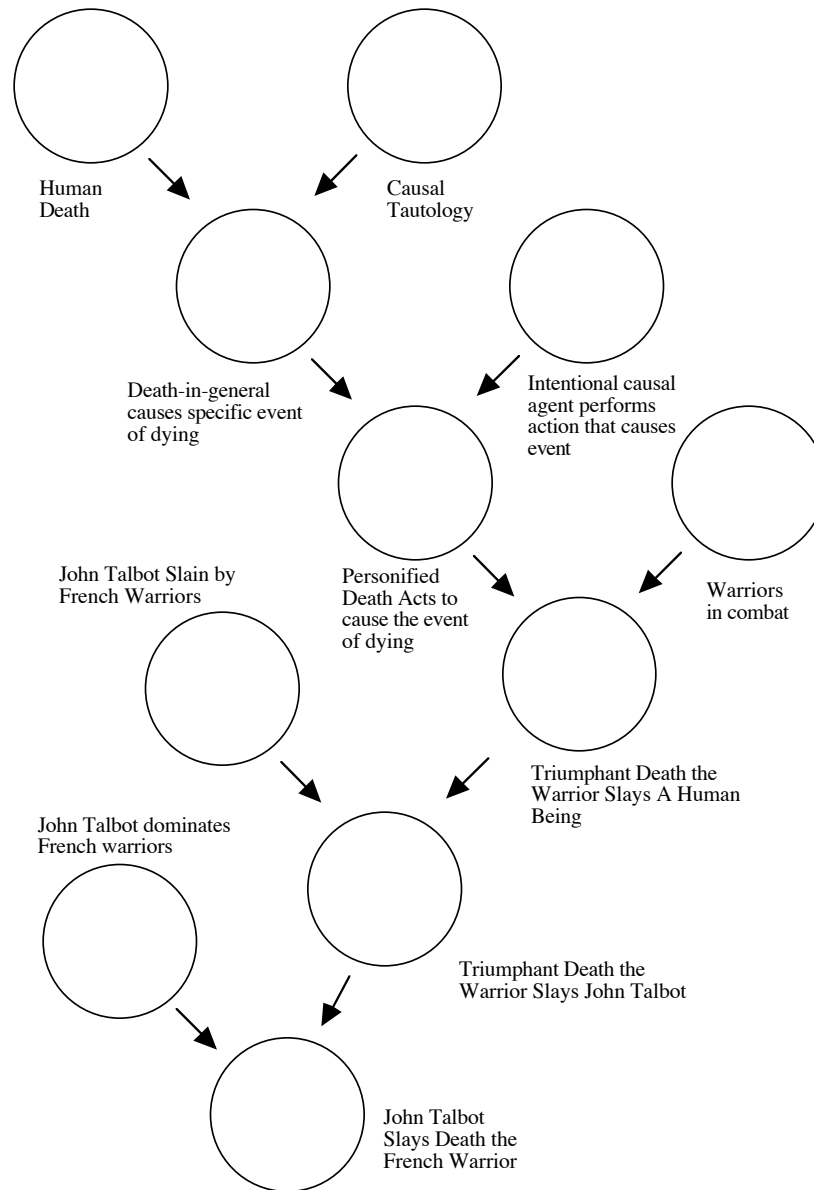 Human
Death
Causal
Tautology
Death-in-general
causes specific event
of dying
Intentional causal
agent performs
action that causes
event
John Talbot Slain by
French Warriors
Personified
Death Acts to
cause the event
of dying
Warriors
in combat
Triumphant Death the
Warrior Slays A Human
Being
John Talbot dominates
French warriors
Triumphant Death the
Warrior Slays John Talbot
John Talbot
Slays Death the
French Warrior